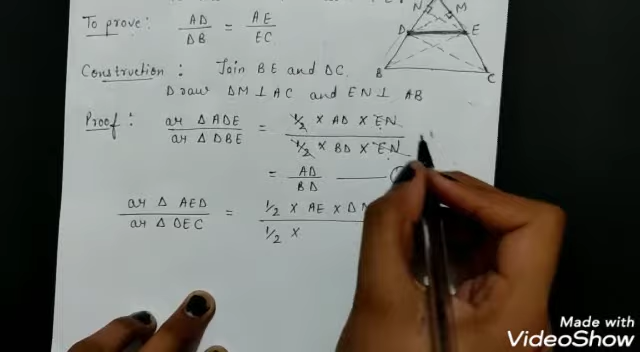 N M
To prove : AD/DB = AE/EC
D E
Construction : Join BE and DC.
B C
Draw DM ⊥ AC and EN ⊥ AB
Proof : ar △ ADE / ar △ DBE = 1/2 × AD × EN / 1/2 × BD × EN
= AD/BD
ar △ AED / ar △ DEC = 1/2 × AE × D / 1/2 ×
Made with
VideoShow